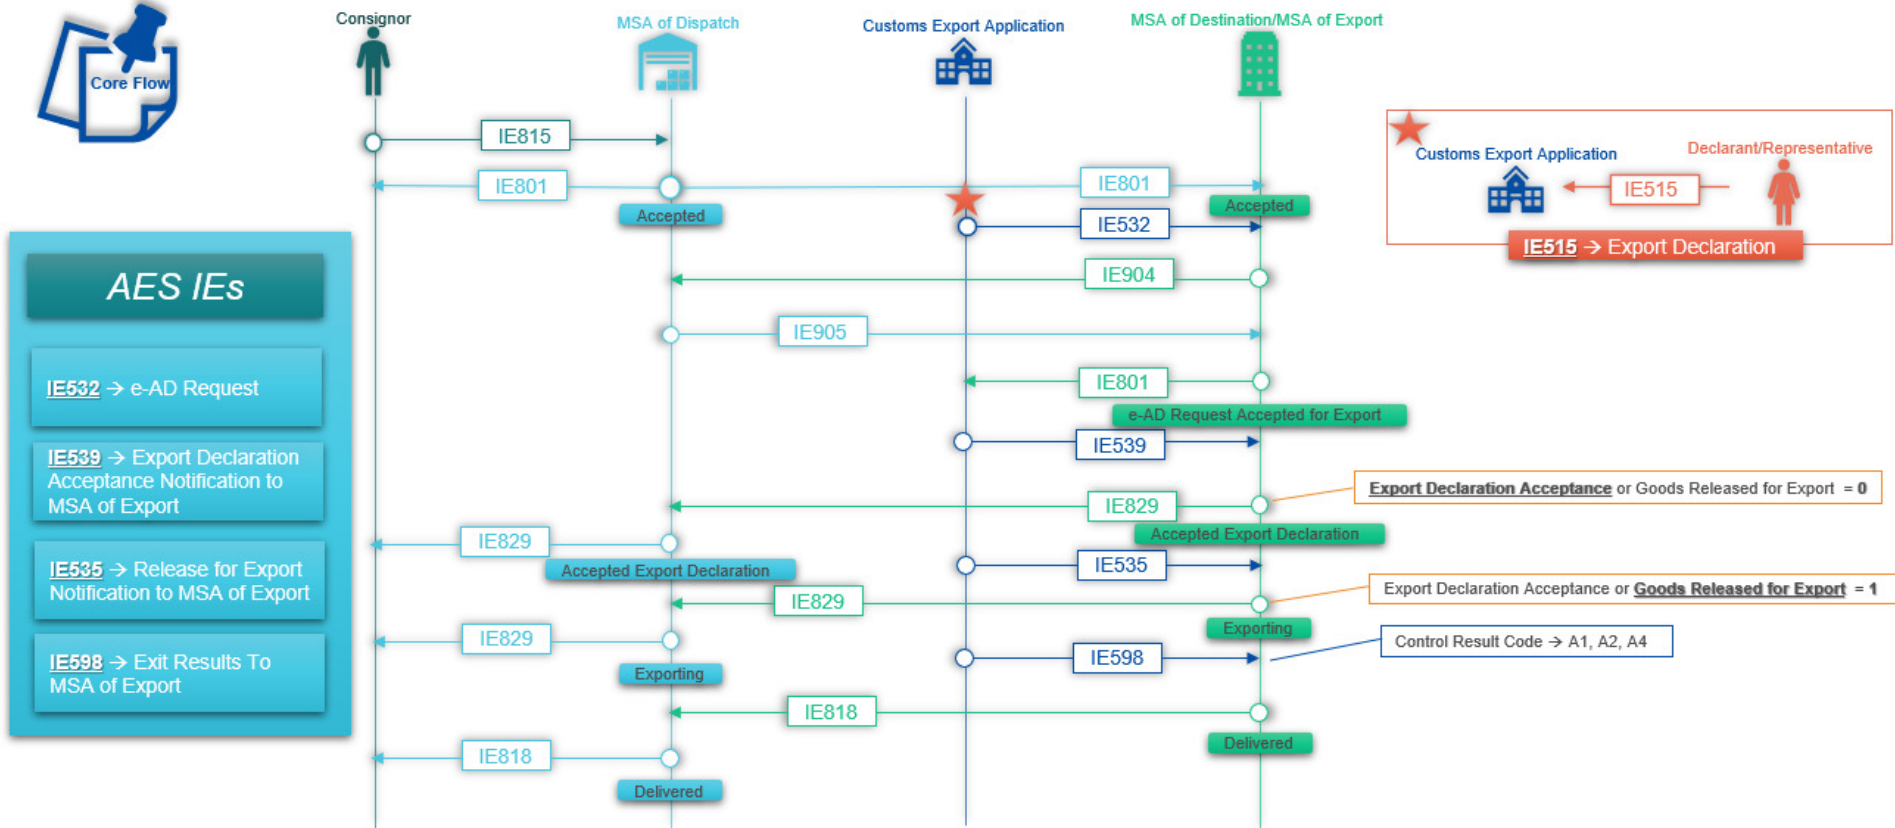 Core Flow
Consignor
MSA of Dispatch
Customs Export Application
MSA of Destination/MSA of Export
IE815
IE801
IE801
Accepted
Accepted
IE532
IE904
IE905
IE801
e-AD Request Accepted for Export
IE539
IE829
Accepted Export Declaration
IE829
Accepted Export Declaration
IE535
IE829
Exporting
IE829
Exporting
IE598
IE818
Delivered
IE818
Delivered
AES IEs
IE532 → e-AD Request
IE539 → Export Declaration
Acceptance Notification to
MSA of Export
IE535 → Release for Export
Notification to MSA of Export
IE598 → Exit Results To
MSA of Export
Customs Export Application
Declarant/Representative
IE515
IE515 → Export Declaration
Export Declaration Acceptance or Goods Released for Export = 0
Export Declaration Acceptance or Goods Released for Export = 1
Control Result Code → A1, A2, A4